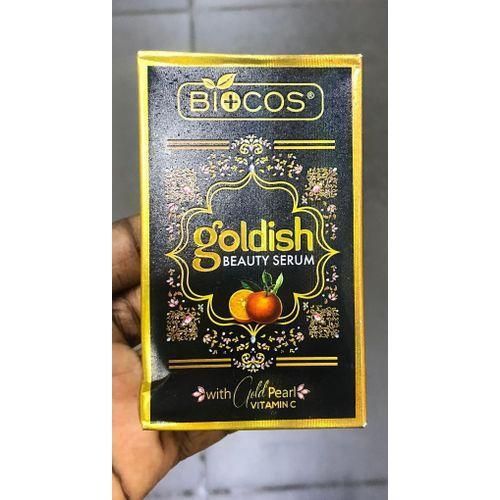 BiOCOS®
goldish
BEAUTY SERUM
with Gold Pearl
VITAMIN C